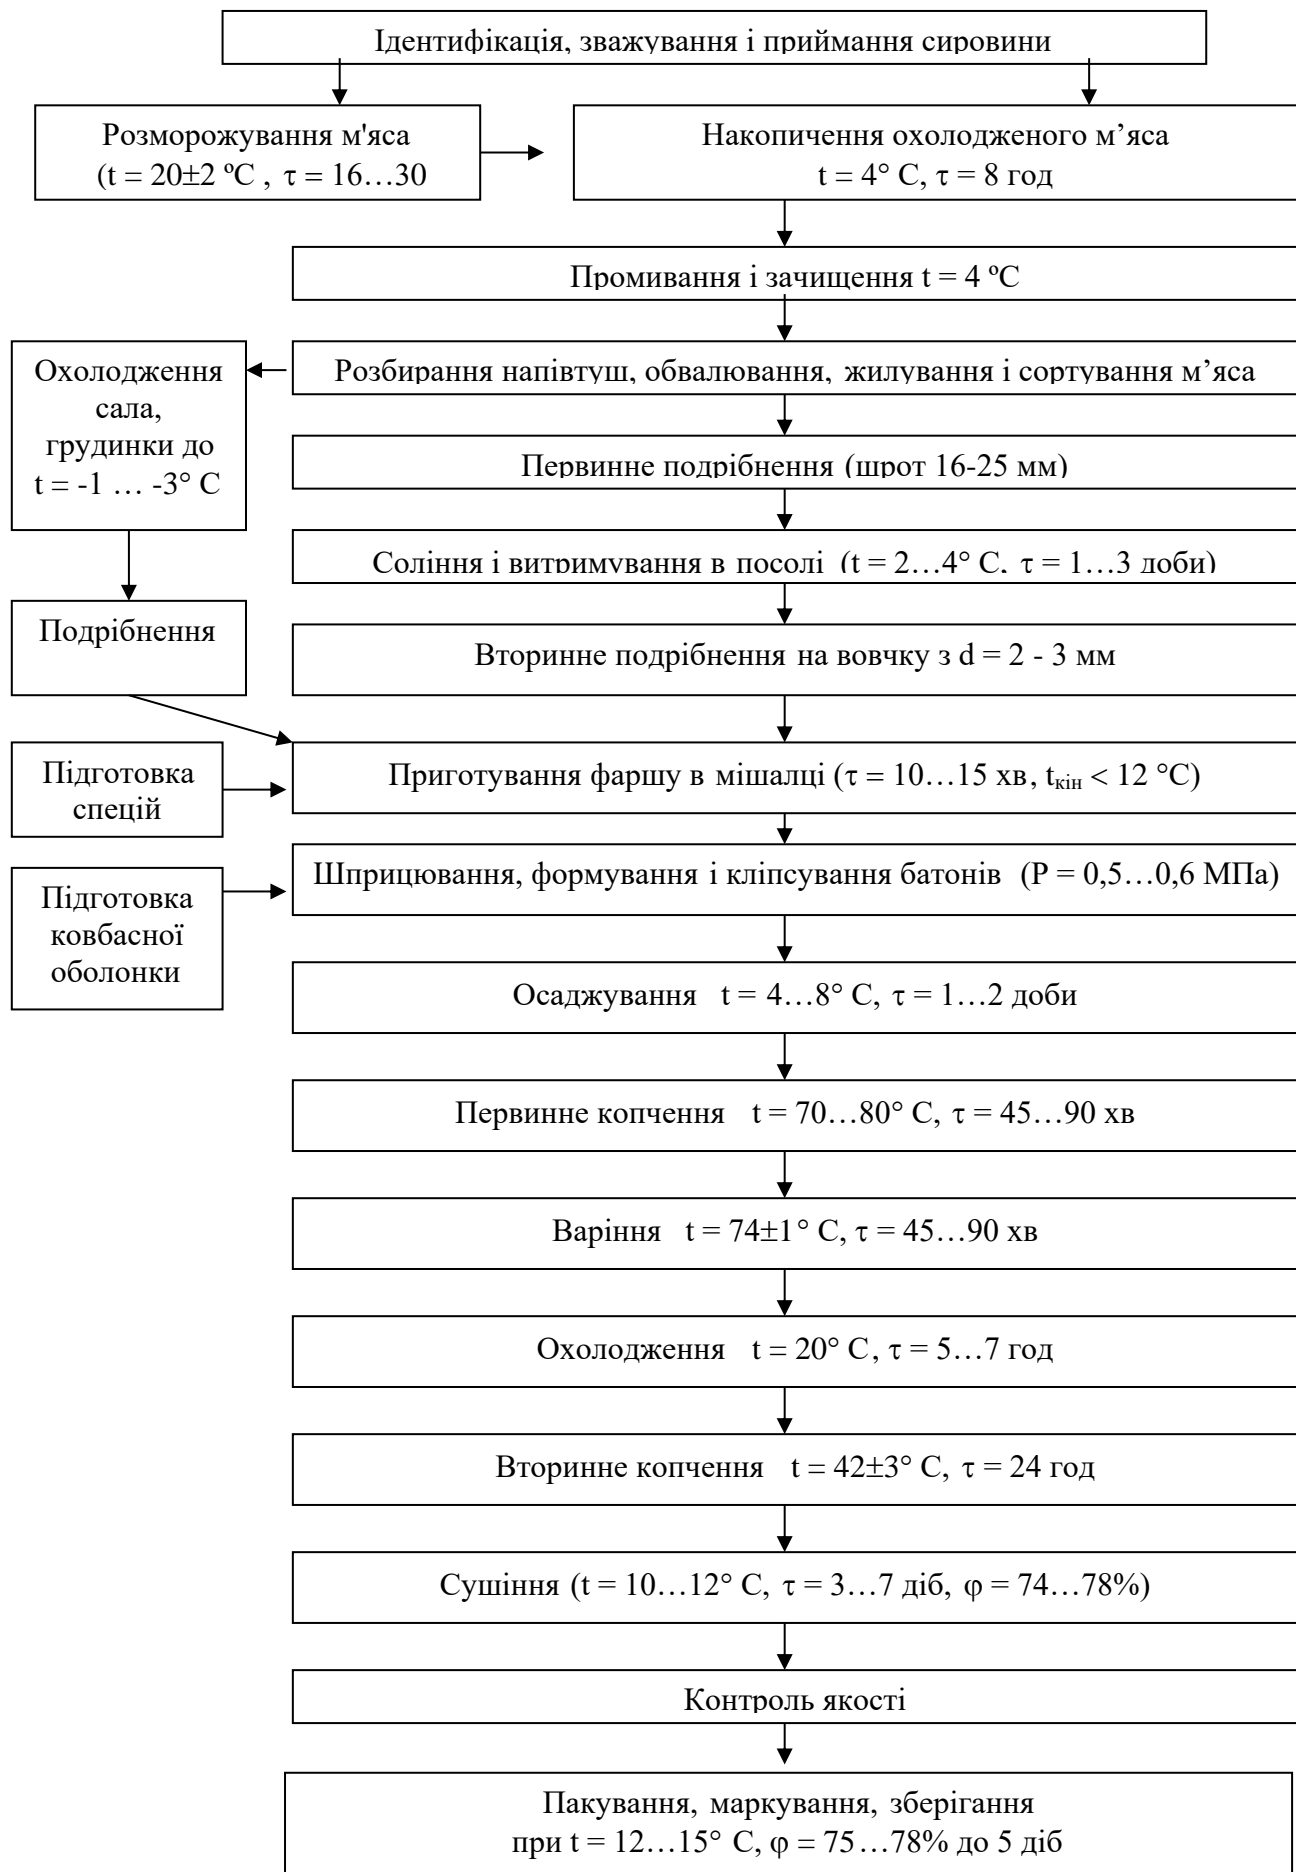 Ідентифікація, зважування і приймання сировини
Розморожування м'яса
(t = 20±2 ºC , τ = 16…30
Накопичення охолодженого м’яса
t = 4° C, τ = 8 год
Промивання і зачищення t = 4 ºC
Охолодження
сала,
грудинки до
t = -1 … -3° C
Розбирання напівтуш, обвалювання, жилування і сортування м’яса
Первинне подрібнення (шрот 16-25 мм)
Соління і витримування в посолі (t = 2…4° C, τ = 1…3 доби)
Подрібнення
Вторинне подрібнення на вовчку з d = 2 - 3 мм
Підготовка
спецій
Приготування фаршу в мішалці (τ = 10…15 хв, tкін < 12 °C)
Підготовка
ковбасної
оболонки
Шприцювання, формування і кліпсування батонів (P = 0,5…0,6 МПа)
Осаджування t = 4…8° C, τ = 1…2 доби
Первинне копчення t = 70…80° C, τ = 45…90 хв
Варіння t = 74±1° C, τ = 45…90 хв
Охолодження t = 20° C, τ = 5…7 год
Вторинне копчення t = 42±3° C, τ = 24 год
Сушіння (t = 10…12° C, τ = 3…7 діб, φ = 74…78%)
Контроль якості
Пакування, маркування, зберігання
при t = 12…15° C, φ = 75…78% до 5 діб